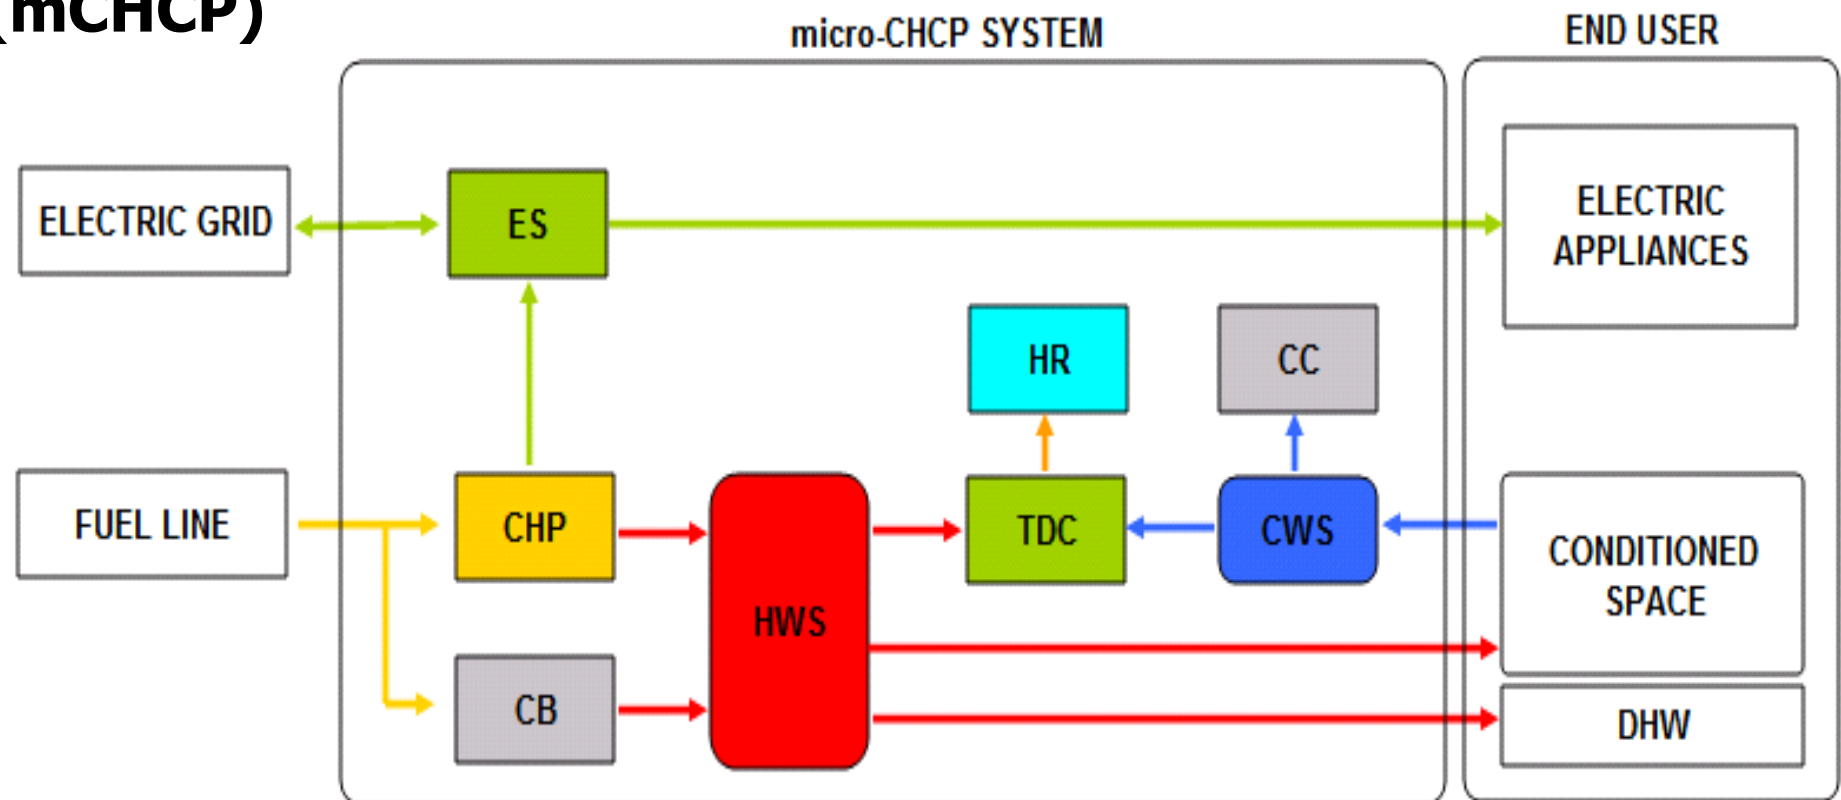 (mCHCP)
micro-CHCP SYSTEM
END USER
ELECTRIC GRID
ES
ELECTRIC
APPLIANCES
HR
CC
FUEL LINE
CHP
HWS
TDC
CWS
CONDITIONED
SPACE
CB
DHW